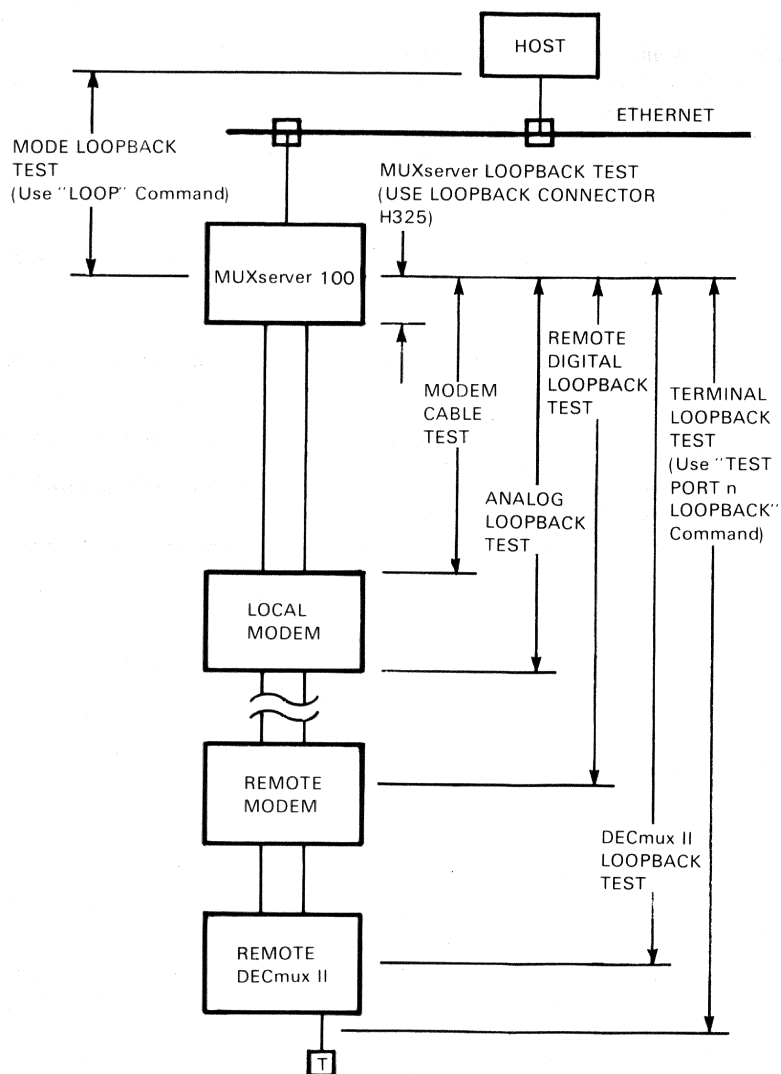 HOST
ETHERNET
MODE LOOPBACK
TEST
(Use "LOOP" Command)
MUXserver LOOPBACK TEST
(USE LOOPBACK CONNECTOR
H325)
MUXserver 100
MODEM
CABLE
TEST
ANALOG
LOOPBACK
TEST
REMOTE
DIGITAL
LOOPBACK
TEST
TERMINAL
LOOPBACK
TEST
(Use "TEST
PORT n
LOOPBACK"
Command)
LOCAL
MODEM
REMOTE
MODEM
DECmux II
LOOPBACK
TEST
REMOTE
DECmux II
T